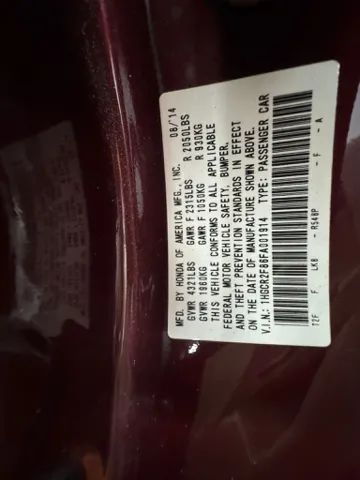 MFD. BY HONDA OF AMERICA MFG., INC. 08/'14
GVWR 4321LBS GAWR F 2315LBS R 2050LBS
GVWR 1960KG GAWR F 1050KG R 930KG
THIS VEHICLE CONFORMS TO ALL APPLICABLE
FEDERAL MOTOR VEHICLE SAFETY, BUMPER,
AND THEFT PREVENTION STANDARDS IN EFFECT
ON THE DATE OF MANUFACTURE SHOWN ABOVE.
V.I.N.: 1HGCR2F86FA001914 TYPE: PASSENGER CAR
T2F LKB - R548P - F - A